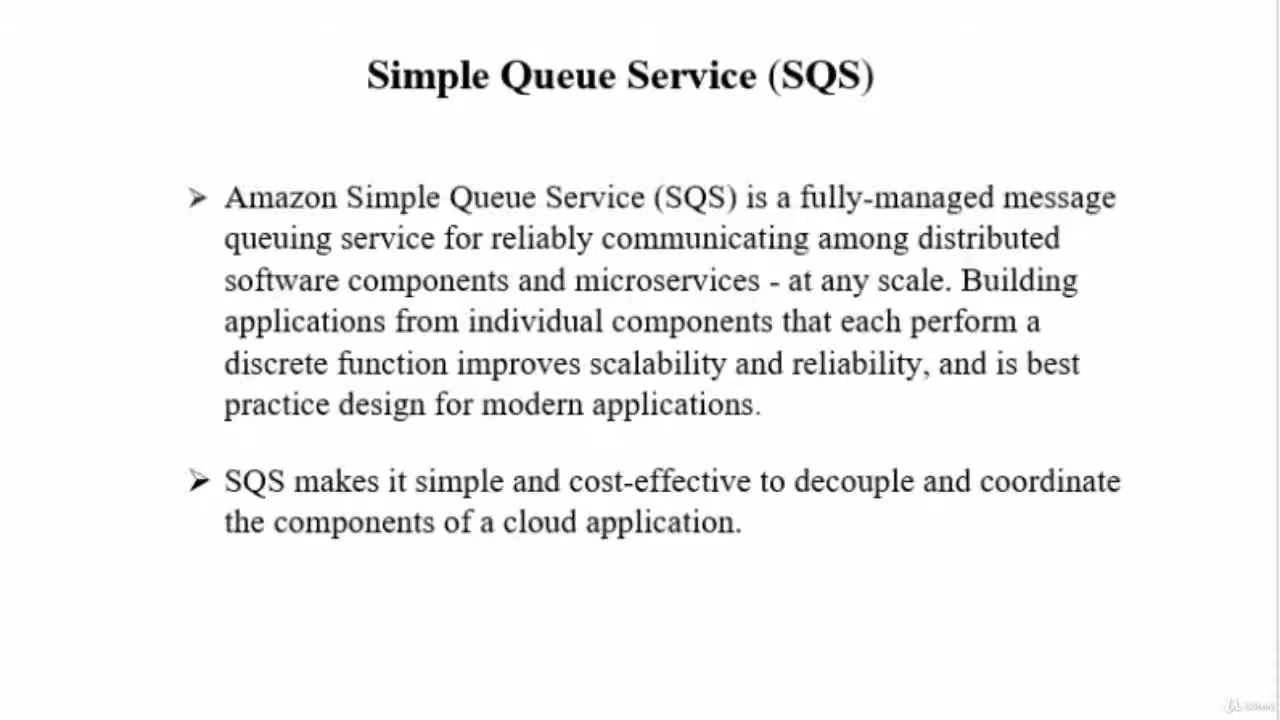 Simple Queue Service (SQS)
➢ Amazon Simple Queue Service (SQS) is a fully-managed message
queuing service for reliably communicating among distributed
software components and microservices - at any scale. Building
applications from individual components that each perform a
discrete function improves scalability and reliability, and is best
practice design for modern applications.
➢ SQS makes it simple and cost-effective to decouple and coordinate
the components of a cloud application.
Udemy